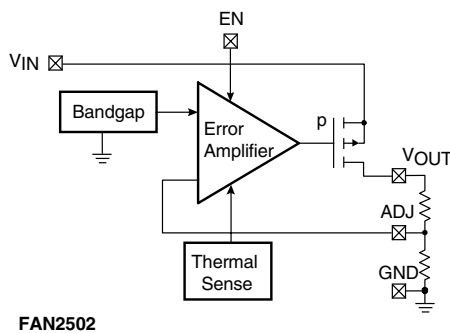 EN
VIN
Bandgap
Error
Amplifier
p
VOUT
ADJ
Thermal
Sense
GND
FAN2502